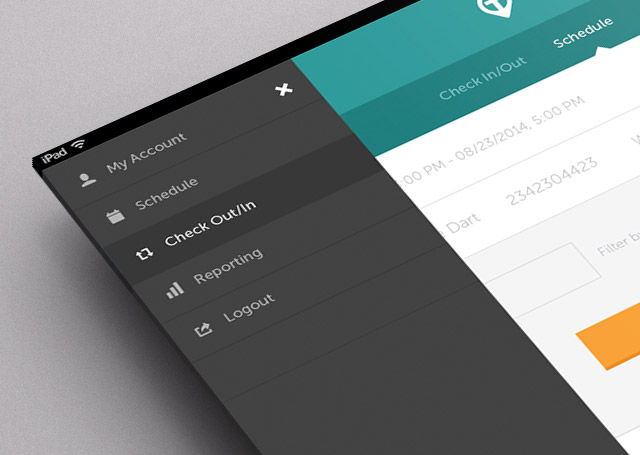 iPad
My Account
Schedule
Check Out/In
Reporting
Logout
Check In/Out
Schedule
:00 PM - 08/23/2014, 5:00 PM
Dart
2342304423
Filter